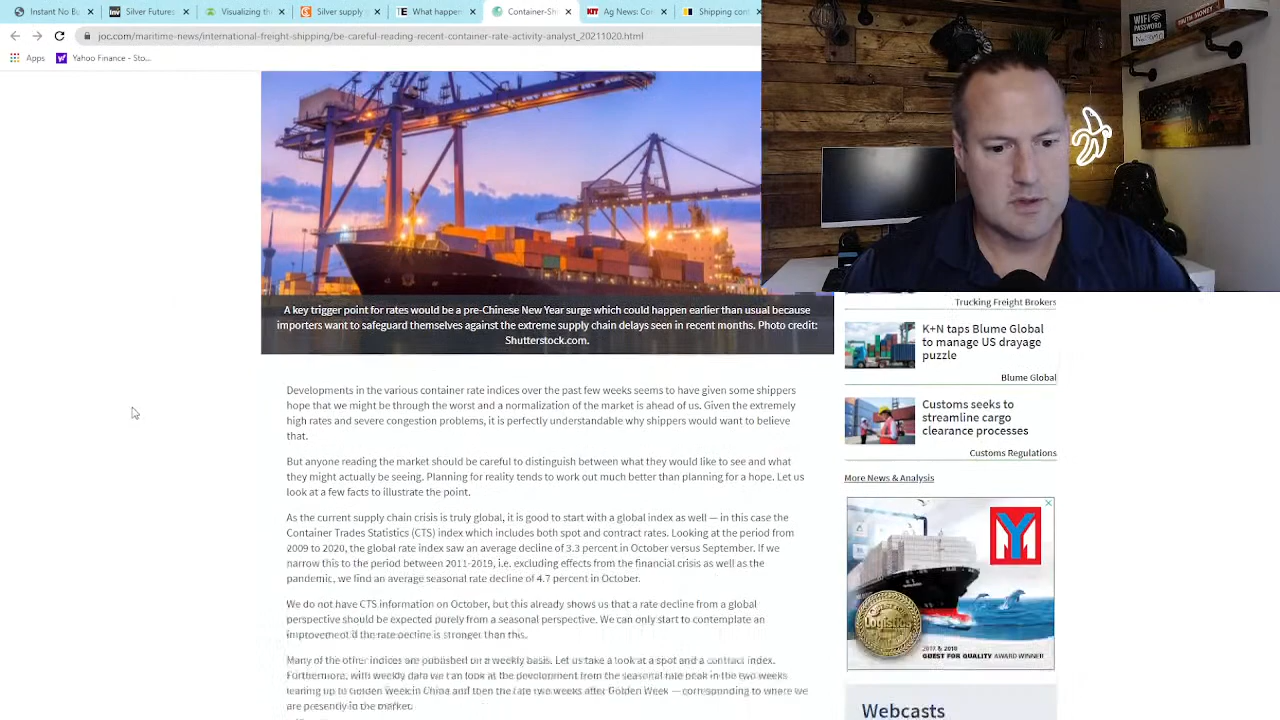 Instant No Bu
Silver Futures
Visualizing the
Silver supply
What happen
Container-Sh
Ag News: Co
Shipping con
joc.com/maritime-news/international-freight-shipping/be-careful-reading-recent-container-rate-activity-analyst_20211020.html
Apps
Yahoo Finance - Sto...
WIFI
PASSWORD
A key trigger point for rates would be a pre-Chinese New Year surge which could happen earlier than usual because
importers want to safeguard themselves against the extreme supply chain delays seen in recent months. Photo credit:
Shutterstock.com.
Developments in the various container rate indices over the past few weeks seems to have given some shippers
hope that we might be through the worst and a normalization of the market is ahead of us. Given the extremely
high rates and severe congestion problems, it is perfectly understandable why shippers would want to believe
that.
But anyone reading the market should be careful to distinguish between what they would like to see and what
they might actually be seeing. Planning for reality tends to work out much better than planning for a hope. Let us
look at a few facts to illustrate the point.
As the current supply chain crisis is truly global, it is good to start with a global index as well — in this case the
Container Trades Statistics (CTS) index which includes both spot and contract rates. Looking at the period from
2009 to 2020, the global rate index saw an average decline of 3.3 percent in October versus September. If we
narrow this to the period between 2011-2019, i.e. excluding effects from the financial crisis as well as the
pandemic, we find an average seasonal rate decline of 4.7 percent in October.
We do not have CTS information on October, but this already shows us that a rate decline from a global
perspective should be expected purely from a seasonal perspective. We can only start to contemplate an
improvement if the rate decline is stronger than this.
Many of the other indices are published on a weekly basis. Let us take a look at a spot and a contract index.
Furthermore, with weekly data we can look at the development from the seasonal rate peak in the two weeks
leading up to Golden Week in China and then the two weeks after Golden Week — corresponding to where we
are presently in the market.
Trucking Freight Brokers
K+N taps Blume Global
to manage US drayage
puzzle
Blume Global
Customs seeks to
streamline cargo
clearance processes
Customs Regulations
More News & Analysis
Logistics
2017 & 2018
QUEST FOR QUALITY AWARD WINNER
Webcasts